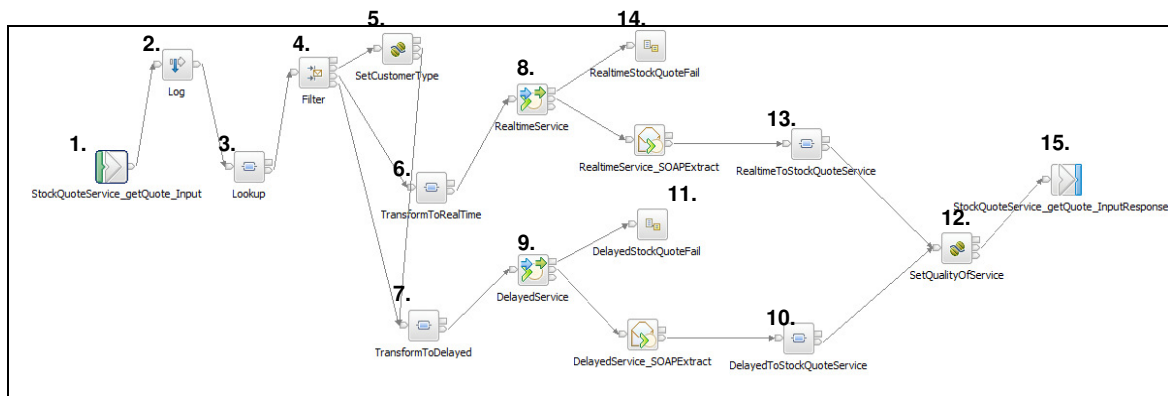 1.
StockQuoteService_getQuote_Input
2.
Log
3.
Lookup
4.
Filter
5.
SetCustomerType
6.
TransformToRealTime
7.
TransformToDelayed
8.
RealtimeService
14.
RealtimeStockQuoteFail
RealtimeService_SOAPExtract
13.
RealtimeToStockQuoteService
9.
DelayedService
11.
DelayedStockQuoteFail
DelayedService_SOAPExtract
10.
DelayedToStockQuoteService
12.
SetQualityOfService
15.
StockQuoteService_getQuote_InputResponse